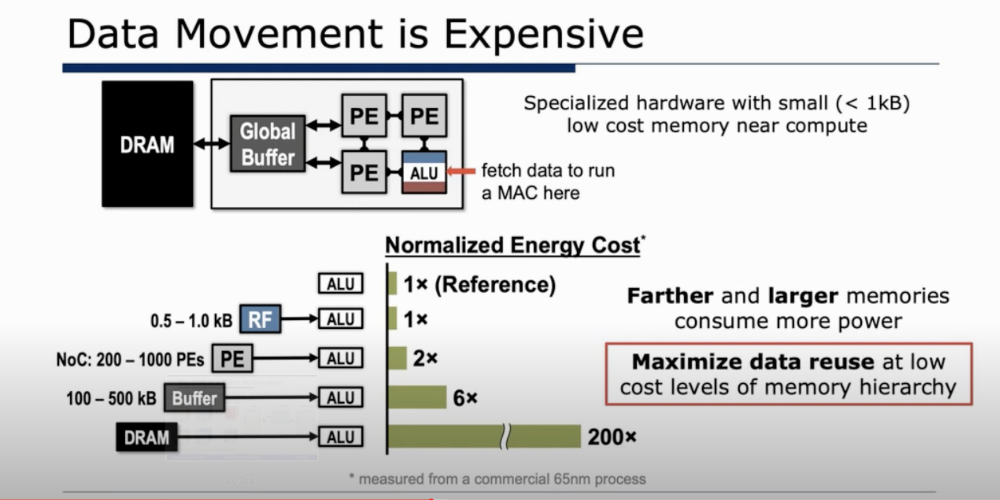 Data Movement is Expensive
DRAM
Global
Buffer
PE
PE
PE
ALU
Specialized hardware with small (< 1kB)
low cost memory near compute
fetch data to run
a MAC here
Normalized Energy Cost*
ALU
1× (Reference)
0.5 – 1.0 kB
RF
ALU
1×
NoC: 200 – 1000 PEs
PE
ALU
2×
100 – 500 kB
Buffer
ALU
6×
DRAM
ALU
200×
Farther and larger memories
consume more power
Maximize data reuse at low
cost levels of memory hierarchy
* measured from a commercial 65nm process
39:33